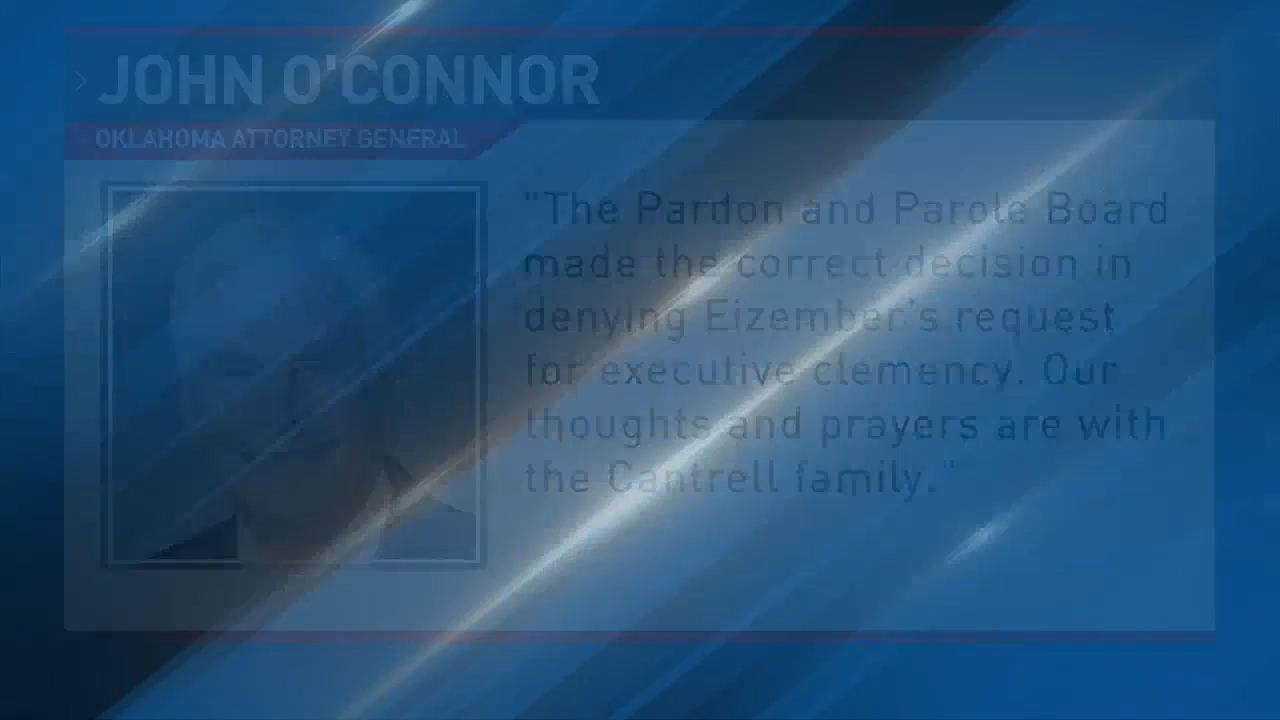 JOHN O'CONNOR
OKLAHOMA ATTORNEY GENERAL
"The Pardon and Parole Board
made the correct decision in
denying Eizember's request
for executive clemency. Our
thoughts and prayers are with
the Cantrell family."